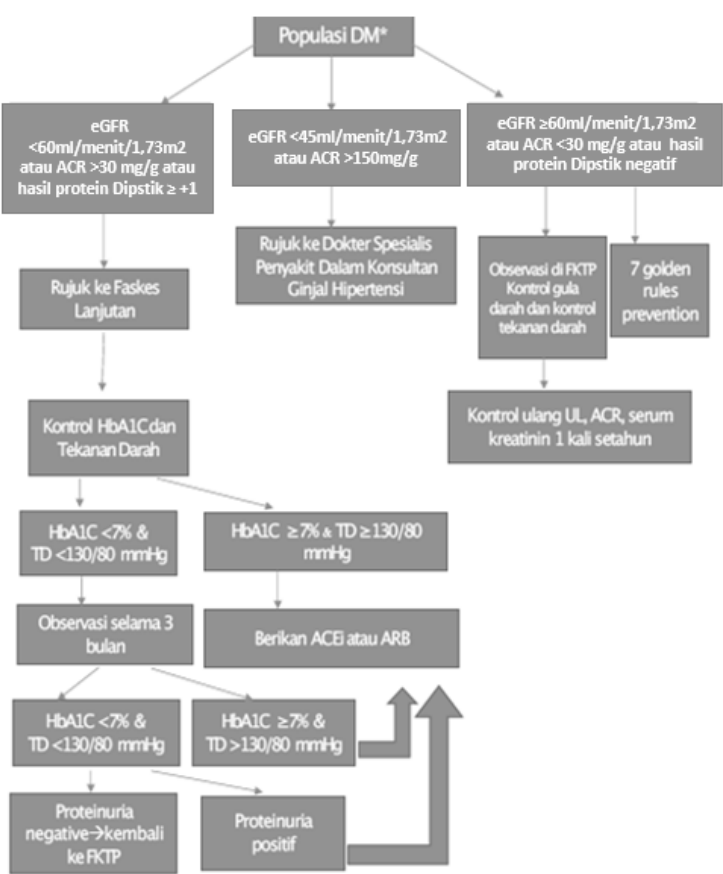 Populasi DM*
eGFR
<60ml/menit/1,73m2
atau ACR >30 mg/g atau
hasil protein Dipstik ≥ +1
eGFR <45ml/menit/1,73m2
atau ACR >150mg/g
eGFR ≥60ml/menit/1,73m2
atau ACR <30 mg/g atau hasil
protein Dipstik negatif
Rujuk ke Faskes
Lanjutan
Rujuk ke Dokter Spesialis
Penyakit Dalam Konsultan
Ginjal Hipertensi
Observasi di FKTP
Kontrol gula
darah dan kontrol
tekanan darah
7 golden
rules
prevention
Kontrol ulang UL, ACR, serum
kreatinin 1 kali setahun
Kontrol HbA1C dan
Tekanan Darah
HbA1C <7% &
TD <130/80 mmHg
HbA1C ≥7% & TD ≥130/80
mmHg
Observasi selama 3
bulan
Berikan ACEi atau ARB
HbA1C <7% &
TD <130/80 mmHg
HbA1C ≥7% &
TD >130/80 mmHg
Proteinuria
negative→kembali
ke FKTP
Proteinuria
positif